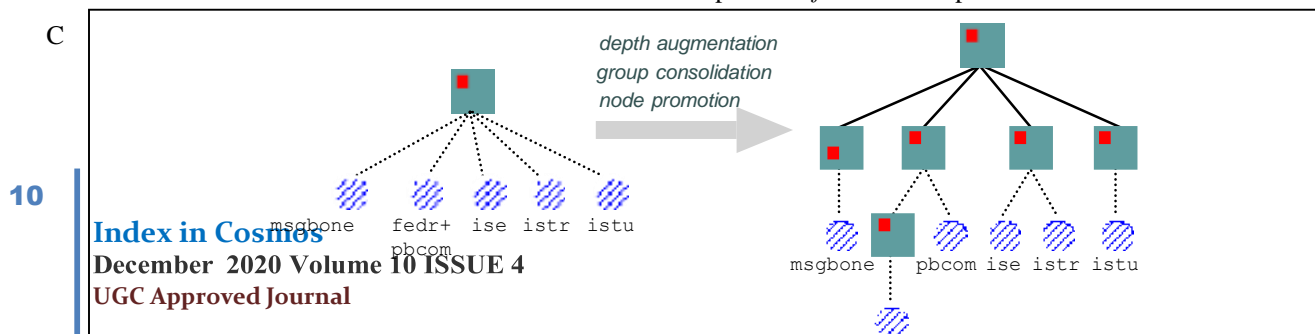 C
depth augmentation
group consolidation
node promotion
10
msgbone fedr+ ise istr istu
pbcom
Index in Cosmos
December 2020 Volume 10 ISSUE 4
UGC Approved Journal
msgbone pbcom ise istr istu